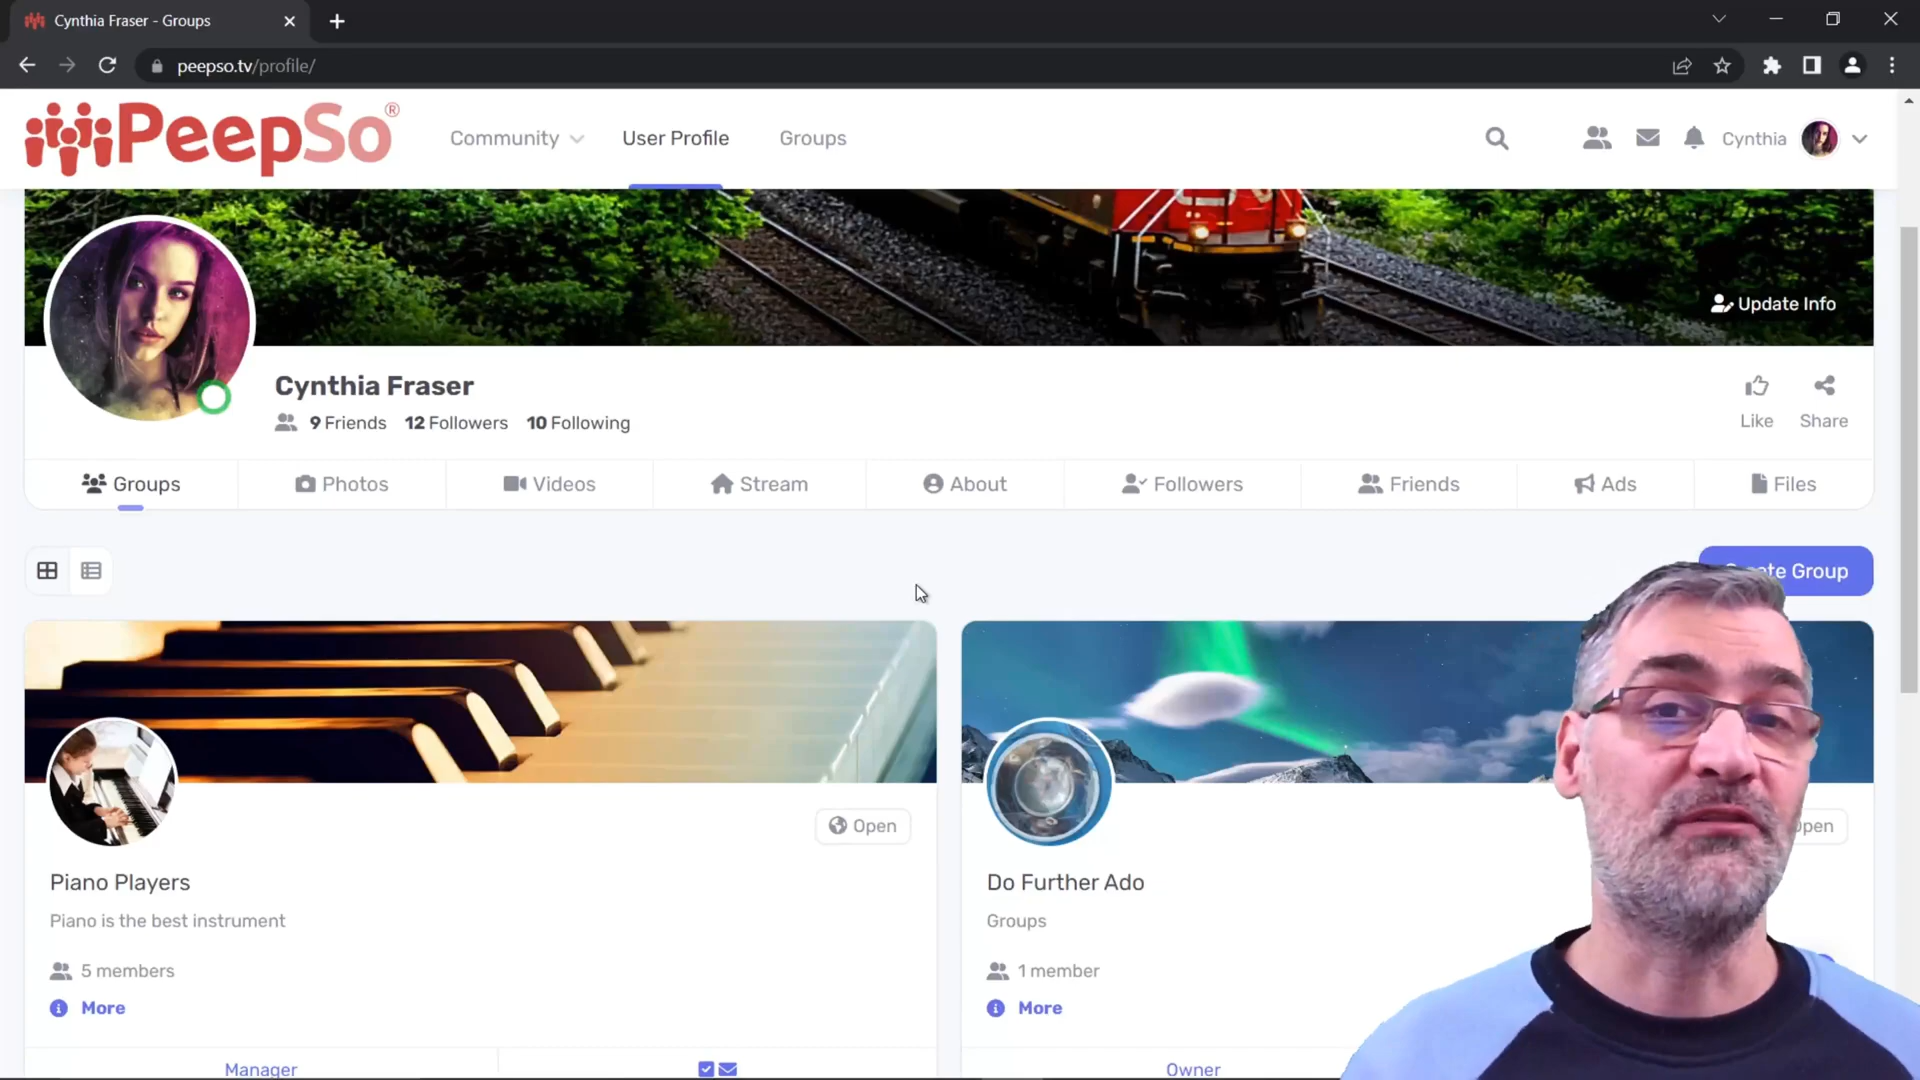 Cynthia Fraser - Groups
peepso.tv/profile/
PeepSo®
Community
User Profile
Groups
Cynthia
Update Info
Cynthia Fraser
9 Friends 12 Followers 10 Following
Like
Share
Groups
Photos
Videos
Stream
About
Followers
Friends
Ads
Files
Group
Open
Piano Players
Piano is the best instrument
5 members
More
Manager
Do Further Ado
Groups
1 member
More
Owner